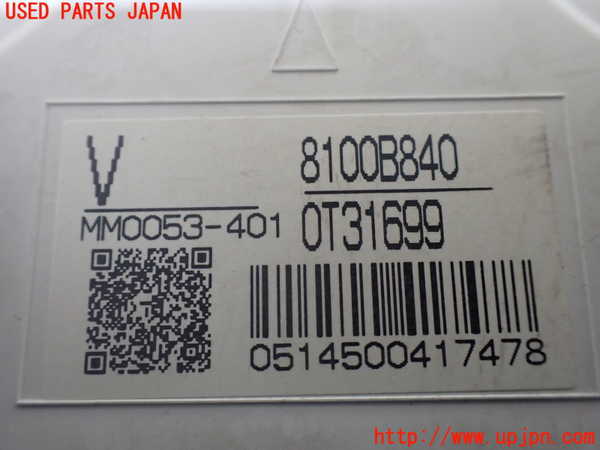 USED PARTS JAPAN
V
8100B840
MM0053-401
0T31699
0514500417478
http://www.upjpn.com